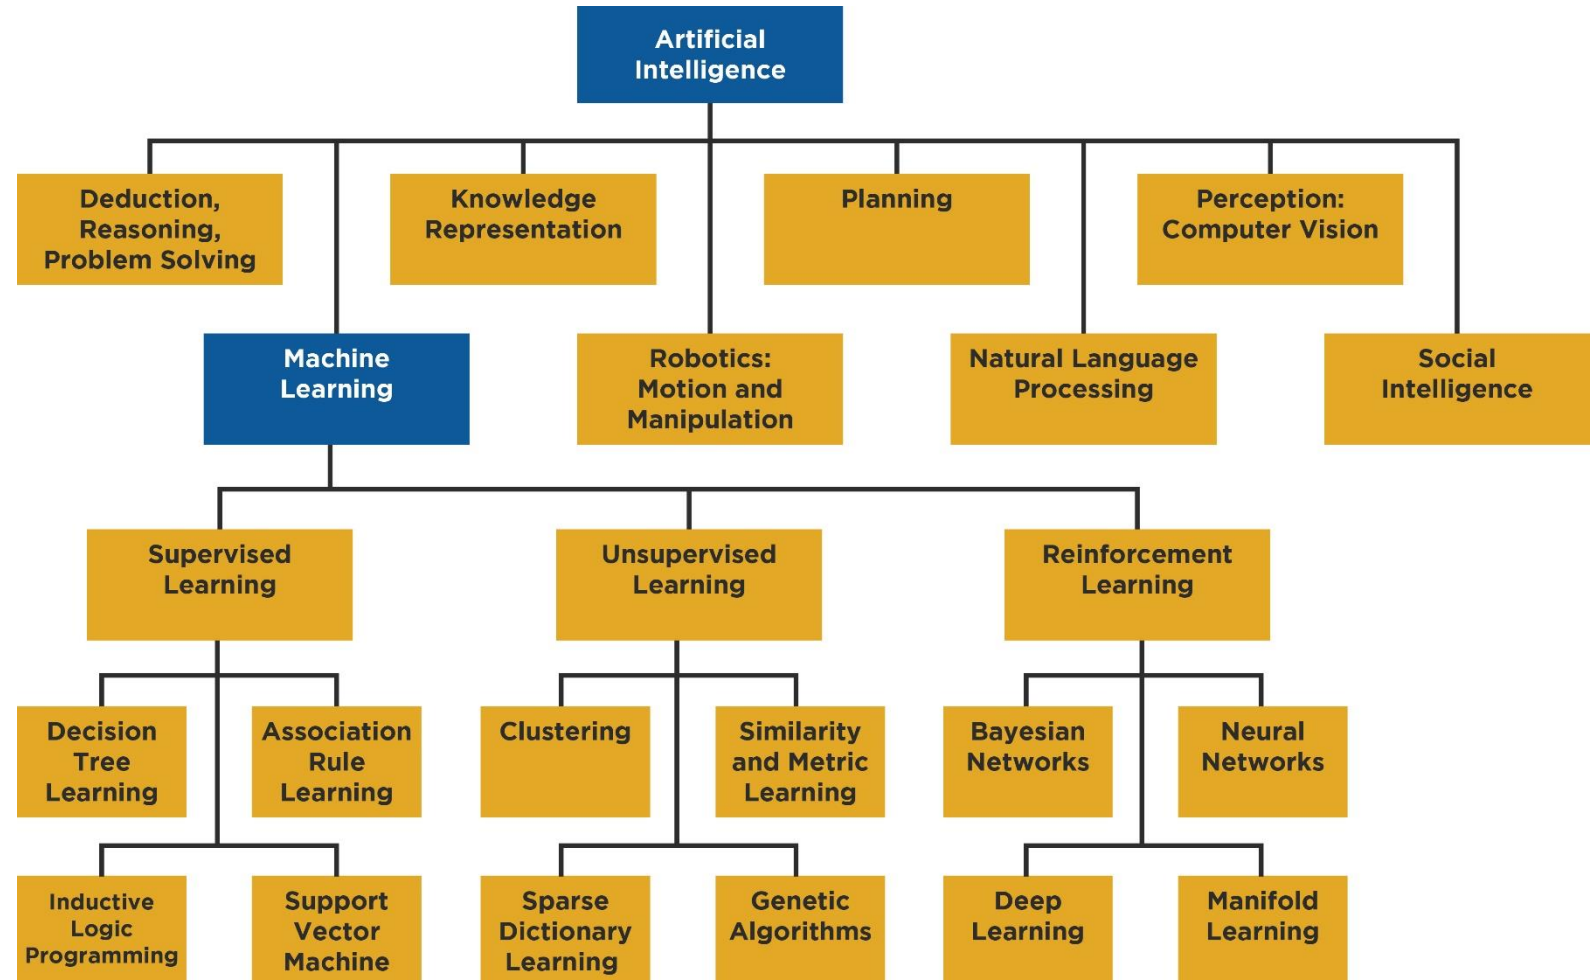 Artificial
Intelligence
Deduction,
Reasoning,
Problem Solving
Knowledge
Representation
Planning
Perception:
Computer Vision
Machine
Learning
Robotics:
Motion and
Manipulation
Natural Language
Processing
Social
Intelligence
Supervised
Learning
Unsupervised
Learning
Reinforcement
Learning
Decision
Tree
Learning
Association
Rule
Learning
Clustering
Similarity
and Metric
Learning
Bayesian
Networks
Neural
Networks
Inductive
Logic
Programming
Support
Vector
Machine
Sparse
Dictionary
Learning
Genetic
Algorithms
Deep
Learning
Manifold
Learning